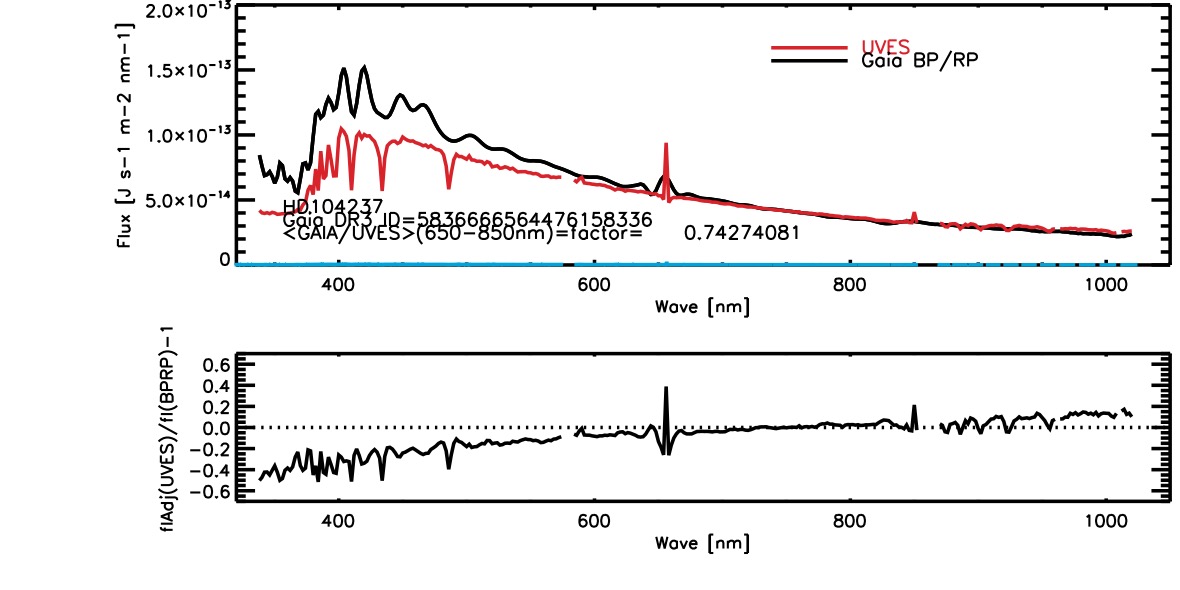 2.0×10−13
1.5×10−13
1.0×10−13
5.0×10−14
0
Flux [J s−1 m−2 nm−1]
UVES
Gaia BP/RP
HD104237
Gaia DR3 ID=5836666564476158336
<GAIA/UVES>(650−850nm)=factor= 0.74274081
400 600 800 1000
Wave [nm]
0.6
0.4
0.2
0.0
−0.2
−0.4
−0.6
flAdj(UVES)/fl(BPRP)−1
400 600 800 1000
Wave [nm]